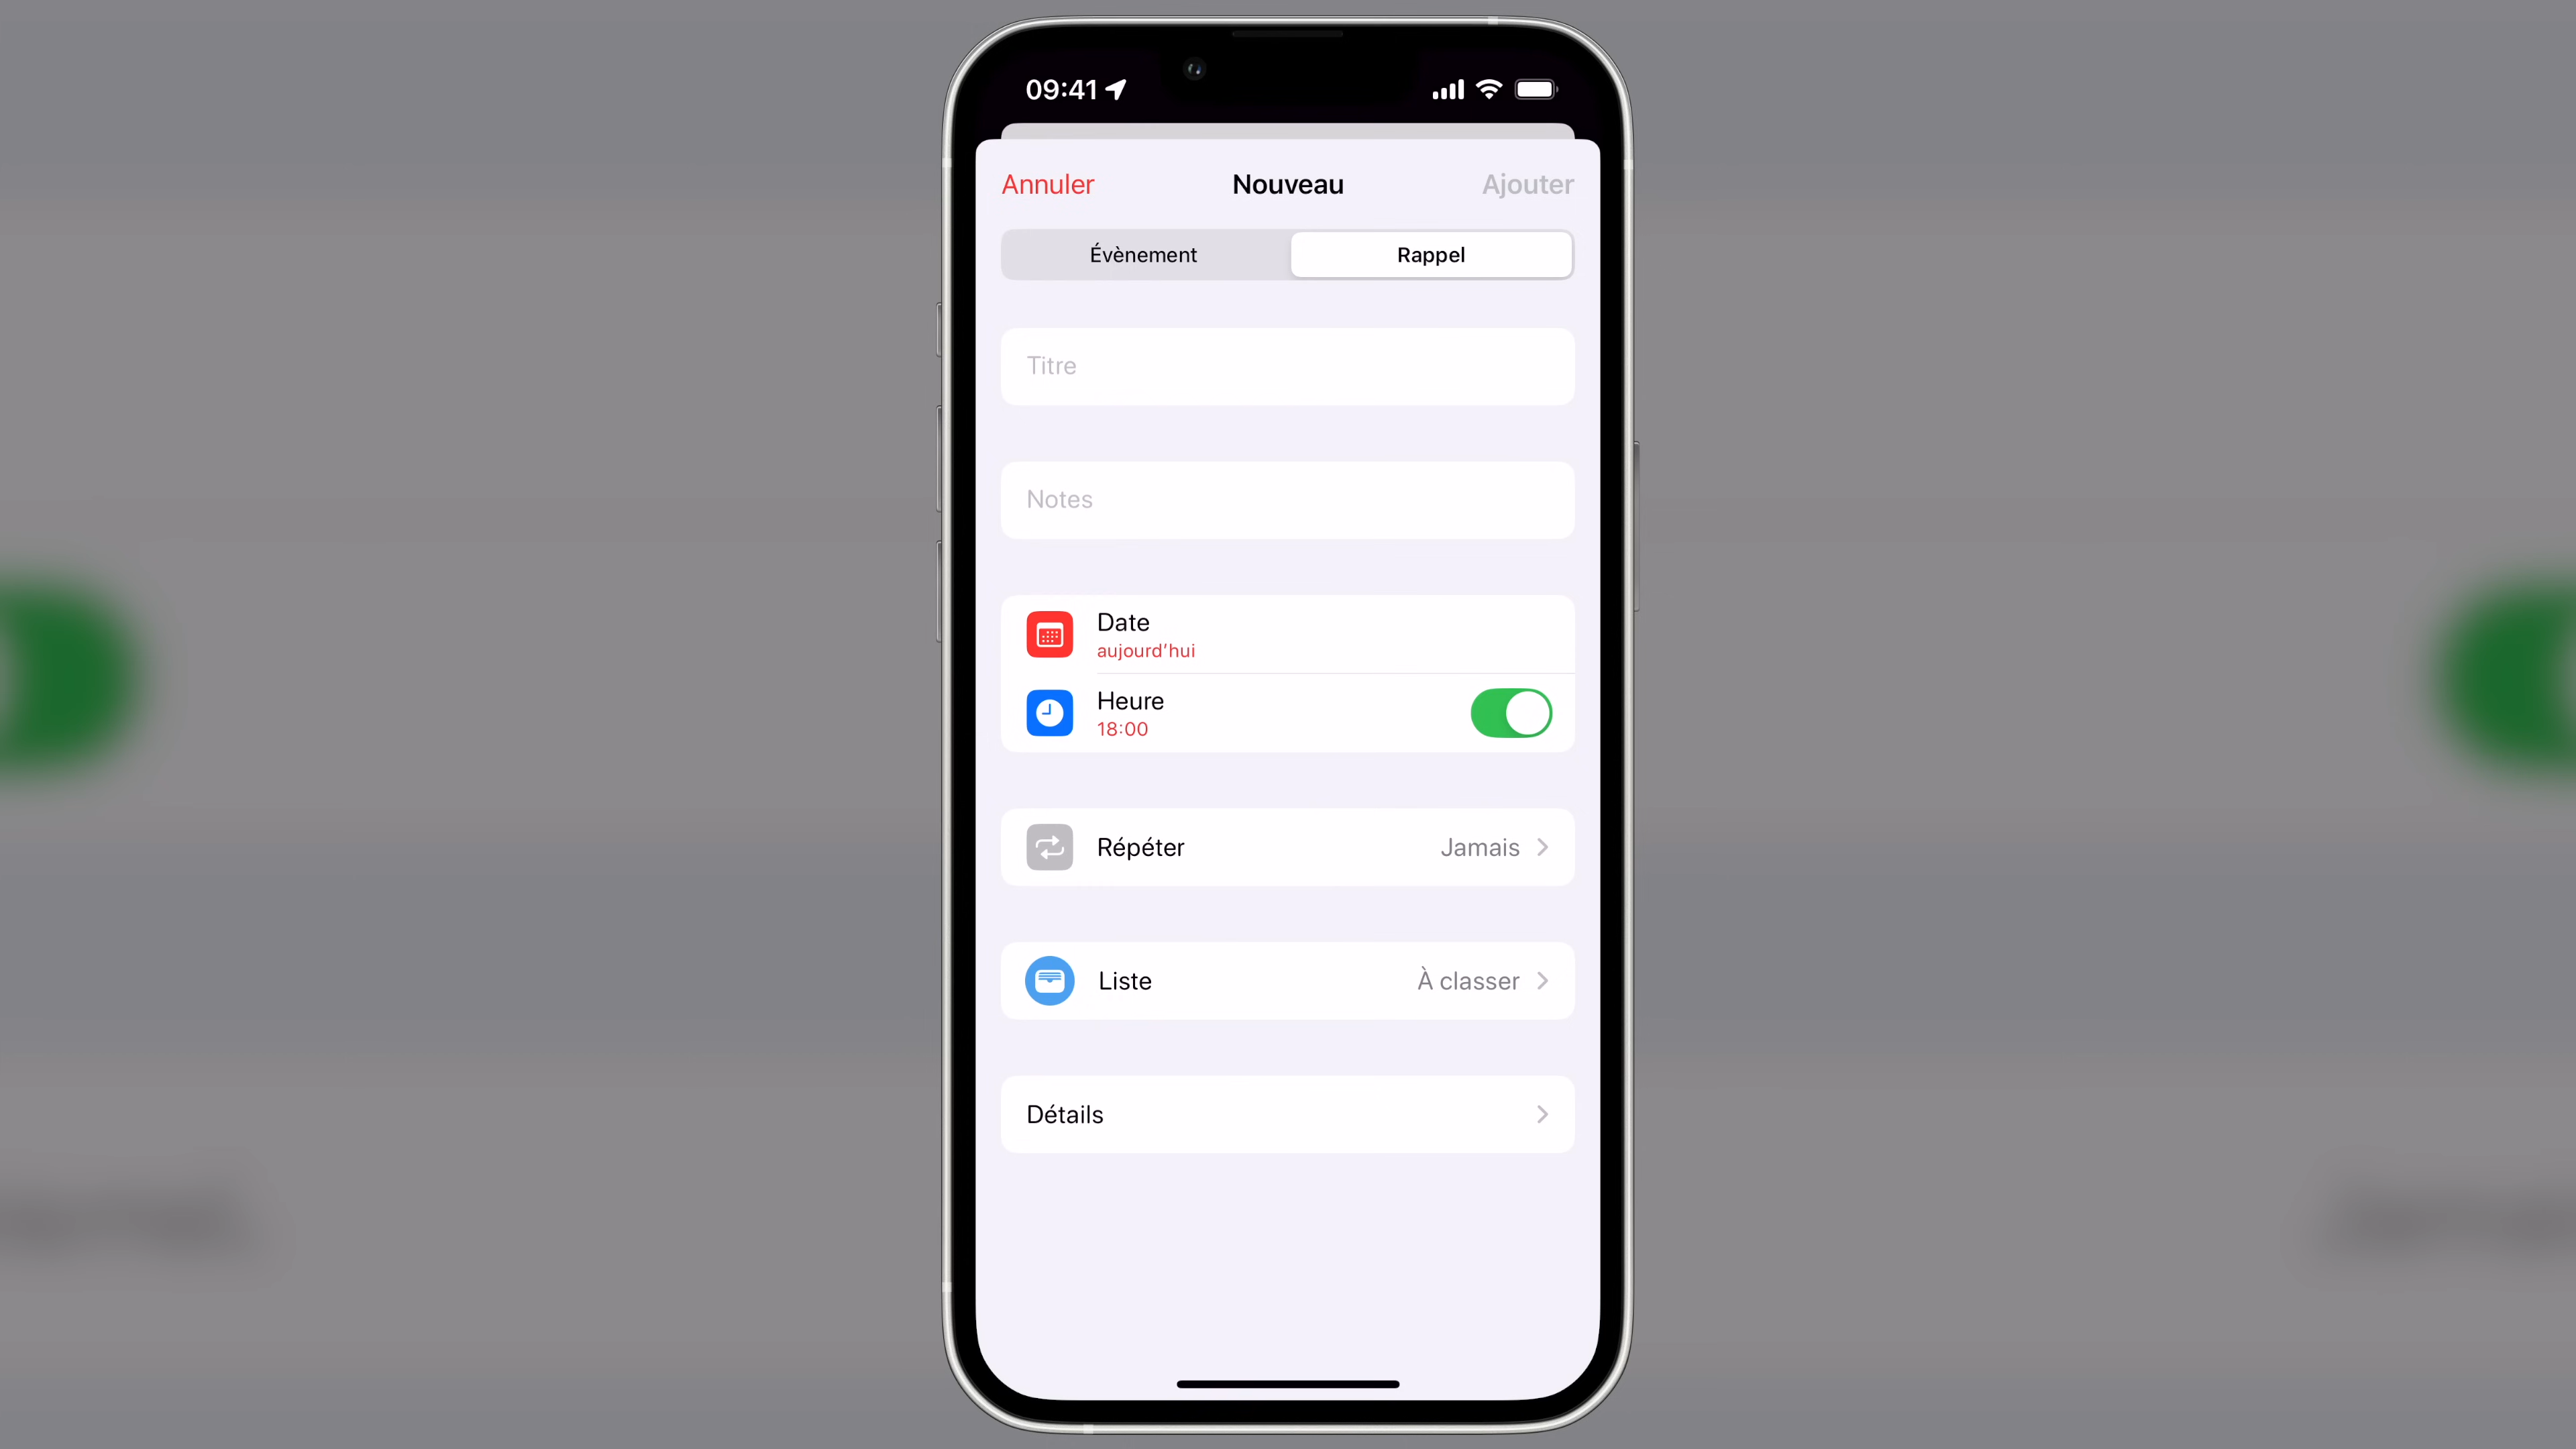 09:41
Annuler Nouveau Ajouter
Évènement Rappel
Titre
Notes
Date
aujourd’hui
Heure
18:00
Répéter Jamais
Liste À classer
Détails